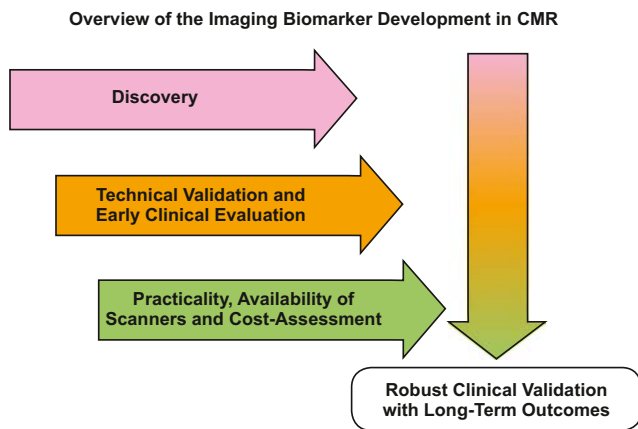 Overview of the Imaging Biomarker Development in CMR
Discovery
Technical Validation and
Early Clinical Evaluation
Practicality, Availability of
Scanners and Cost-Assessment
Robust Clinical Validation
with Long-Term Outcomes